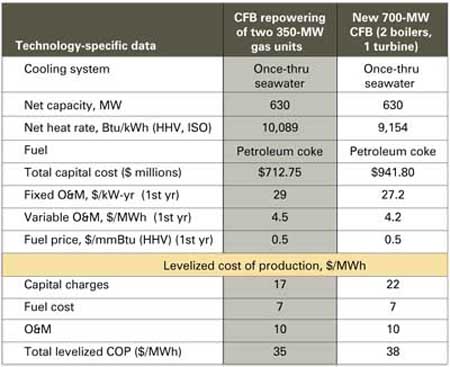 Technology-specific data CFB repowering of two 350-MW gas units New 700-MW CFB (2 boilers, 1 turbine)
Cooling system Once-thru seawater Once-thru seawater
Net capacity, MW 630 630
Net heat rate, Btu/kWh (HHV, ISO) 10,089 9,154
Fuel Petroleum coke Petroleum coke
Total capital cost ($ millions) $712.75 $941.80
Fixed O&M, $/kW-yr (1st yr) 29 27.2
Variable O&M, $/MWh (1st yr) 4.5 4.2
Fuel price, $/mmBtu (HHV) (1st yr) 0.5 0.5
Levelized cost of production, $/MWh
Capital charges 17 22
Fuel cost 7 7
O&M 10 10
Total levelized COP ($/MWh) 35 38